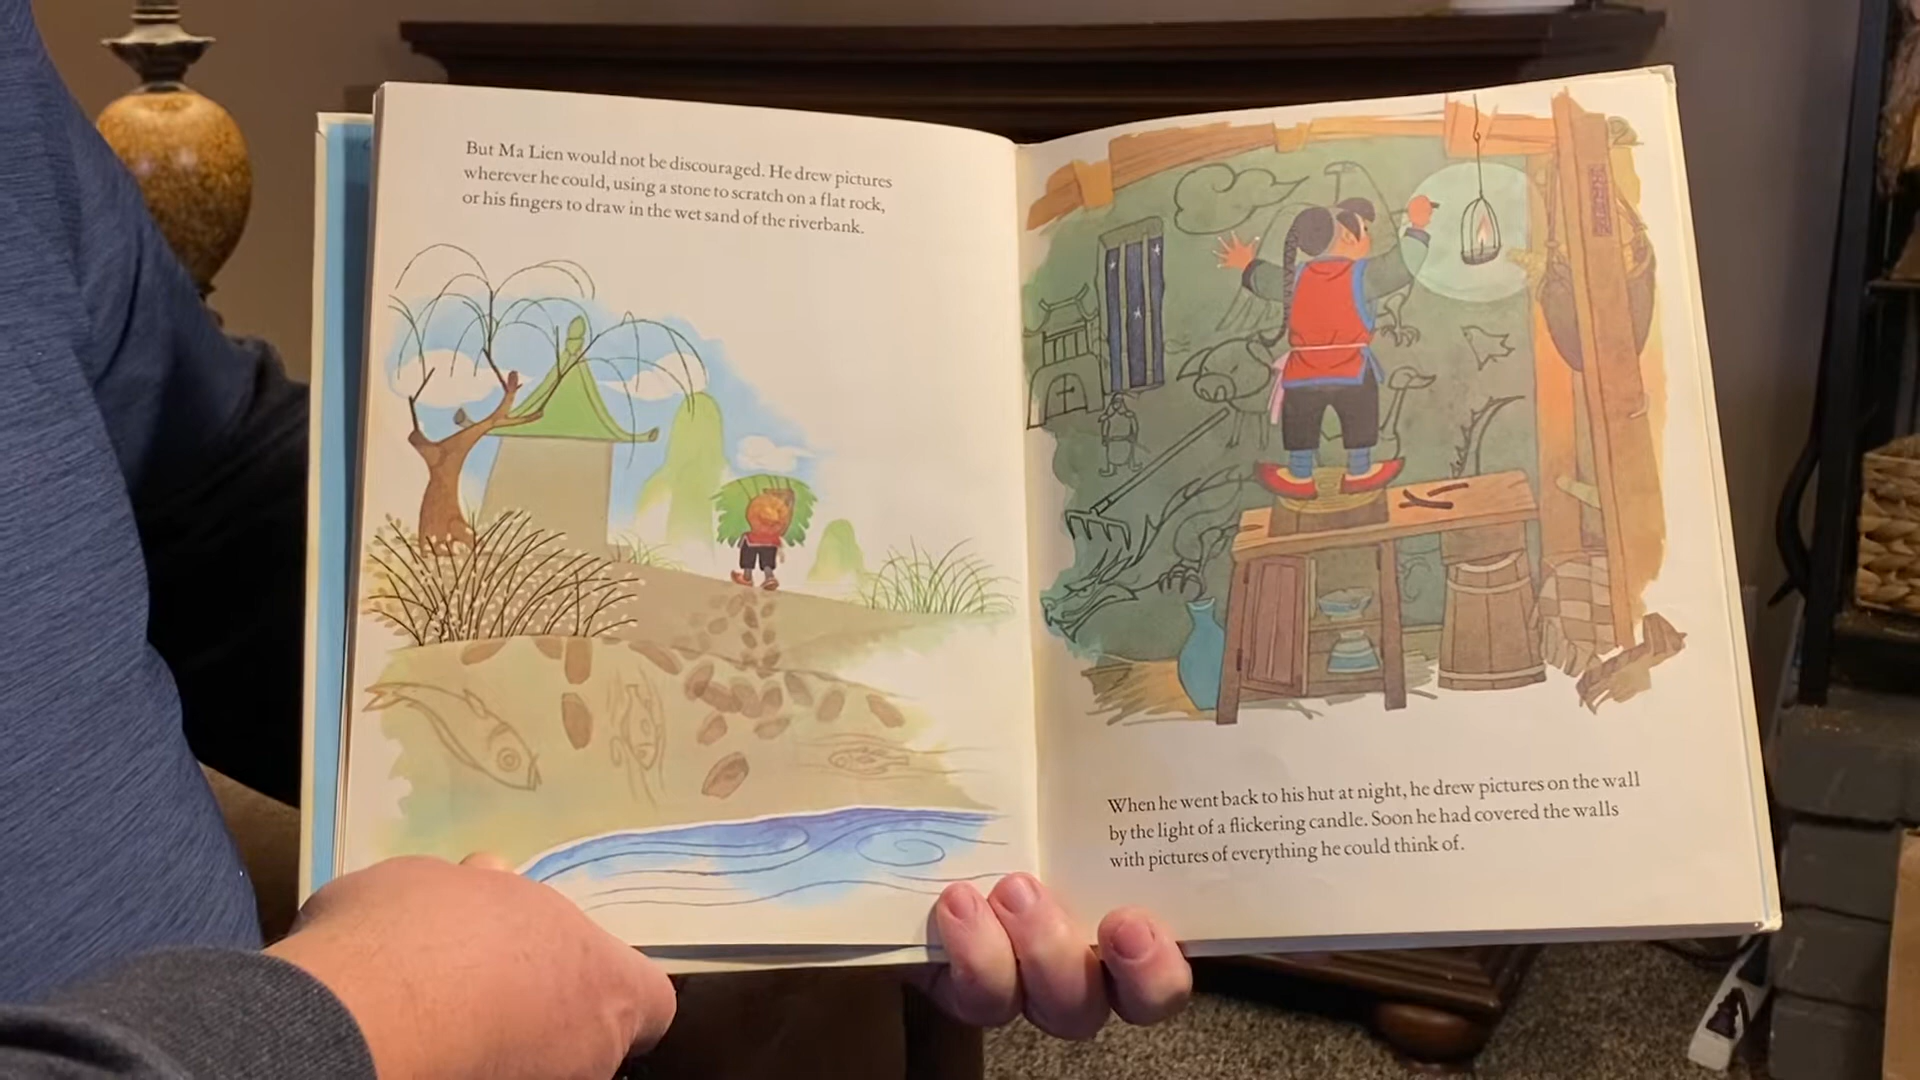 But Ma Lien would not be discouraged. He drew pictures
wherever he could, using a stone to scratch on a flat rock,
or his fingers to draw in the wet sand of the riverbank.
When he went back to his hut at night, he drew pictures on the wall
by the light of a flickering candle. Soon he had covered the walls
with pictures of everything he could think of.